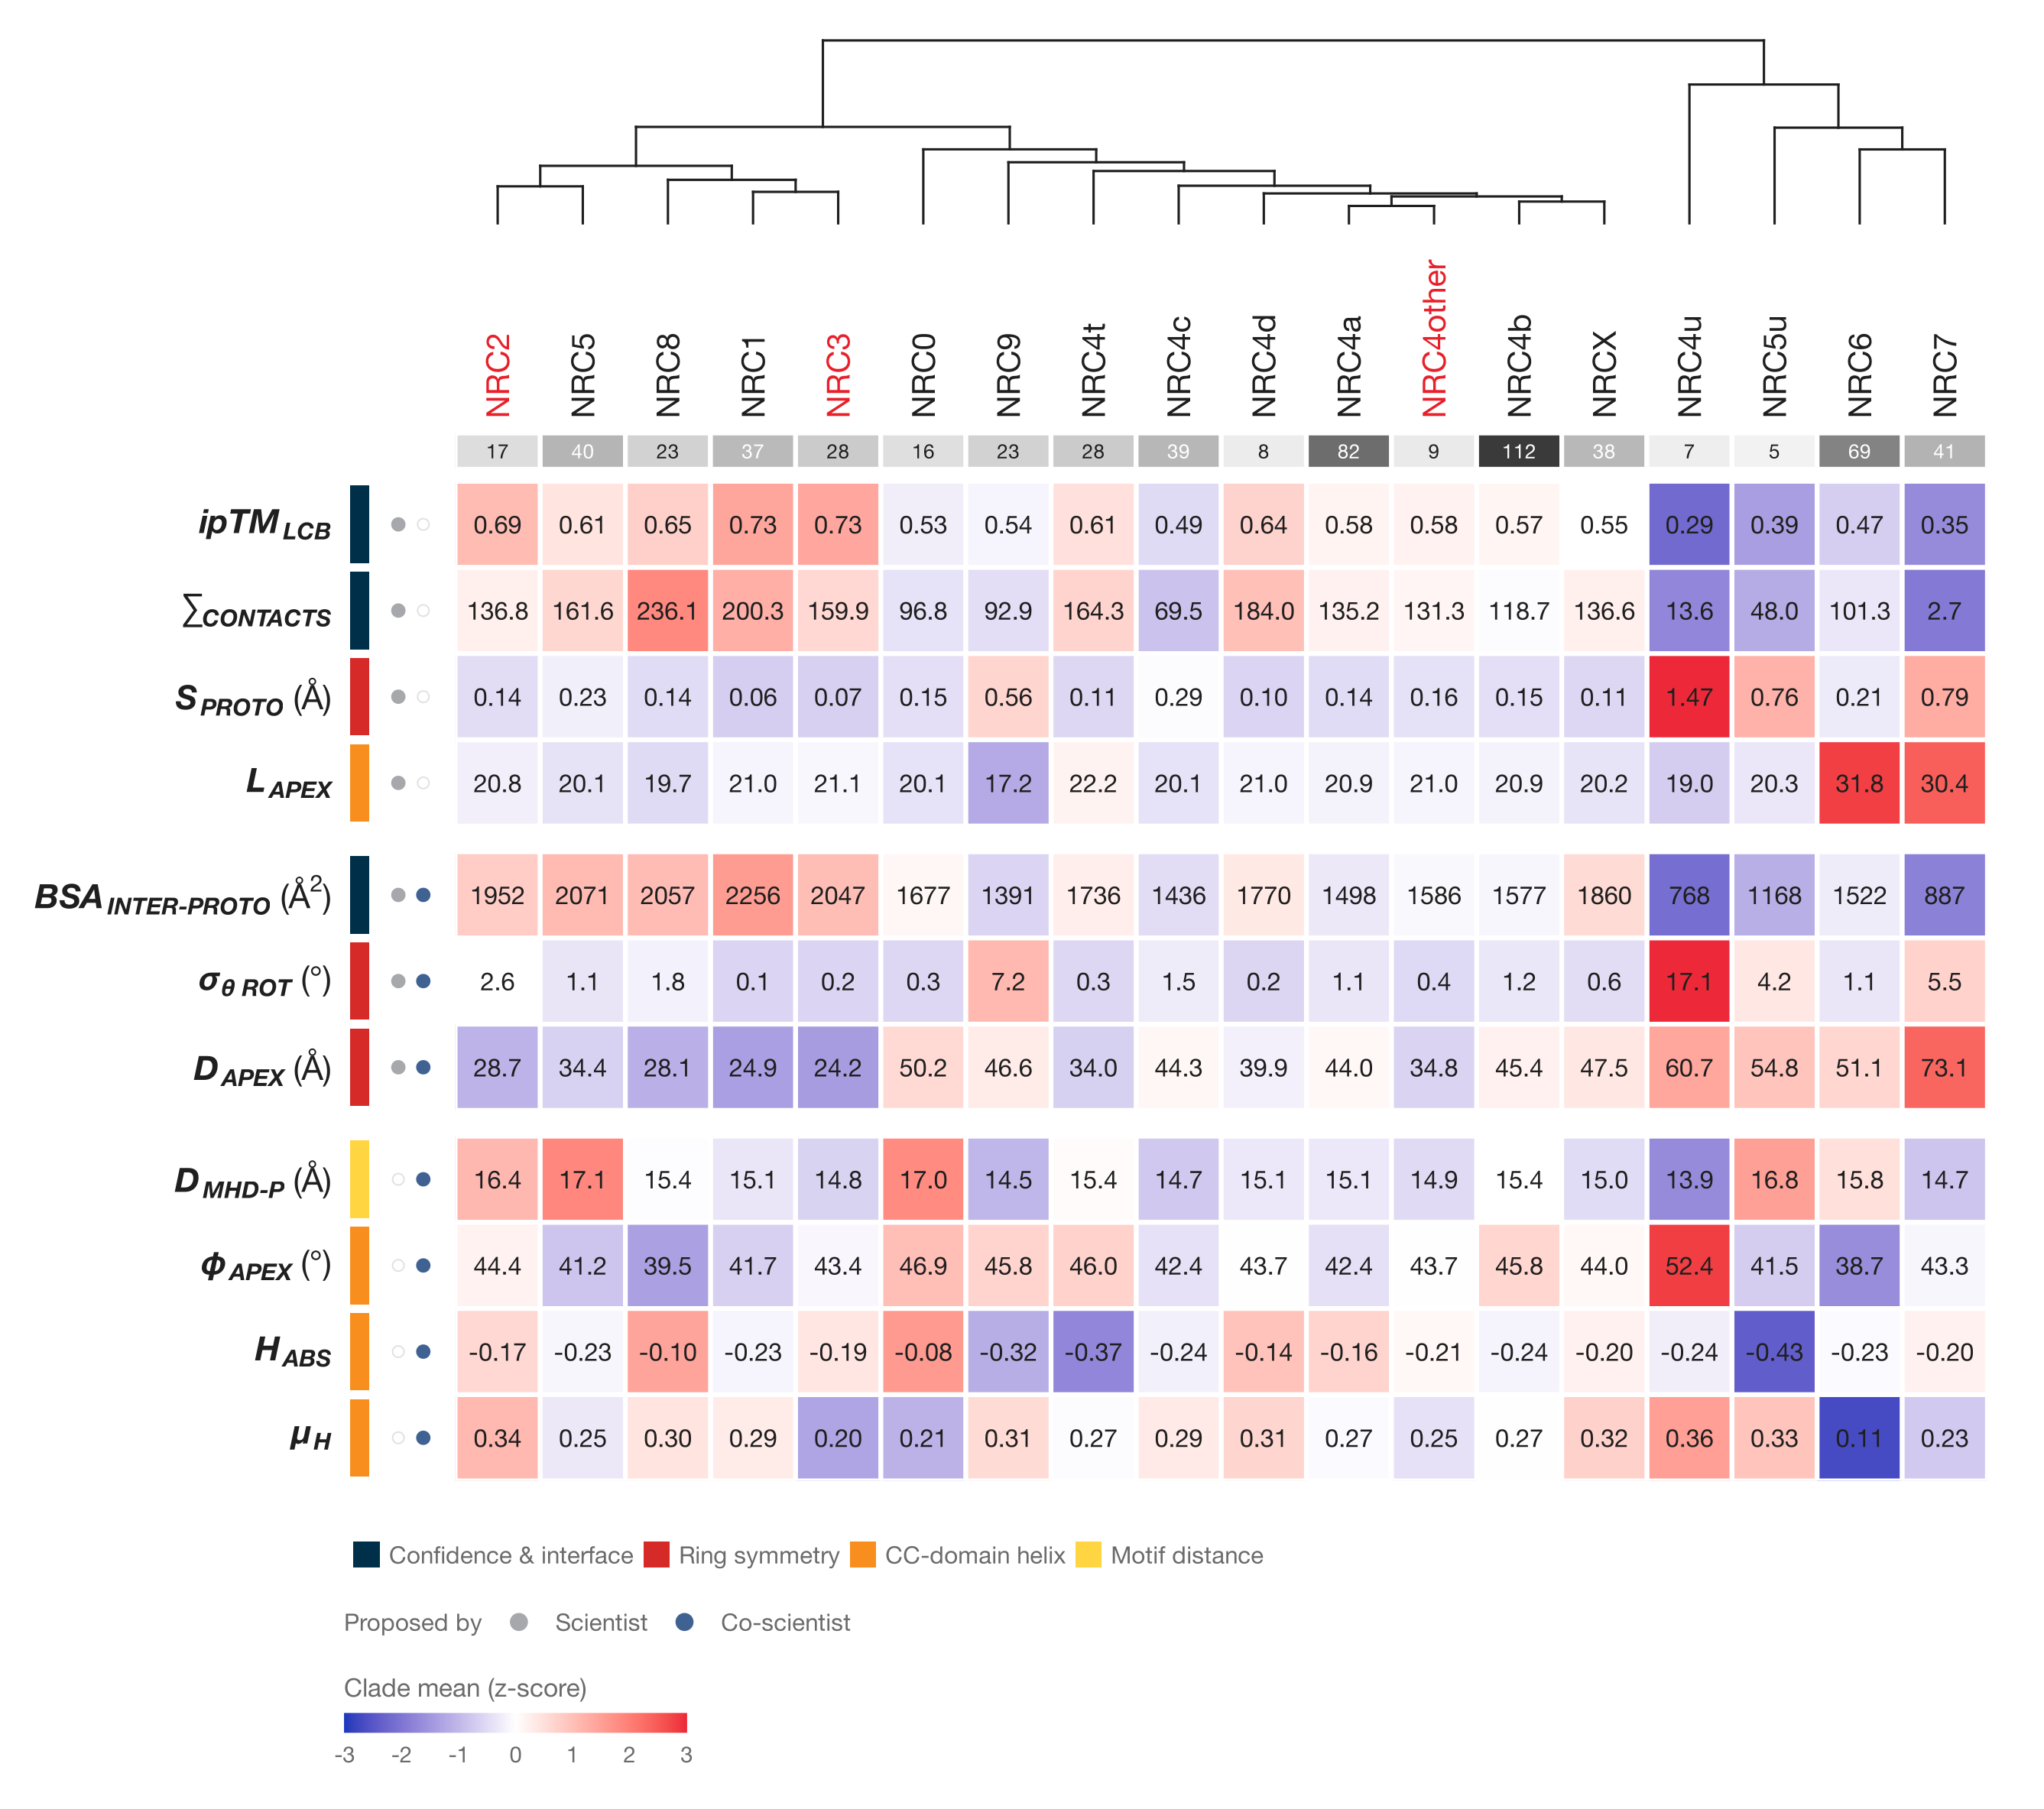 NRC2 NRC5 NRC8 NRC1 NRC3 NRC0 NRC9 NRC4t NRC4c NRC4d NRC4a NRC4other NRC4b NRCX NRC4u NRC5u NRC6 NRC7
17 40 23 37 28 16 23 28 39 8 82 9 112 38 7 5 69 41
ipTM LCB 0.69 0.61 0.65 0.73 0.73 0.53 0.54 0.61 0.49 0.64 0.58 0.58 0.57 0.55 0.29 0.39 0.47 0.35
∑CONTACTS 136.8 161.6 236.1 200.3 159.9 96.8 92.9 164.3 69.5 184.0 135.2 131.3 118.7 136.6 13.6 48.0 101.3 2.7
S PROTO (Å) 0.14 0.23 0.14 0.06 0.07 0.15 0.56 0.11 0.29 0.10 0.14 0.16 0.15 0.11 1.47 0.76 0.21 0.79
L APEX 20.8 20.1 19.7 21.0 21.1 20.1 17.2 22.2 20.1 21.0 20.9 21.0 20.9 20.2 19.0 20.3 31.8 30.4
BSA INTER-PROTO (Å²) 1952 2071 2057 2256 2047 1677 1391 1736 1436 1770 1498 1586 1577 1860 768 1168 1522 887
σθ ROT (°) 2.6 1.1 1.8 0.1 0.2 0.3 7.2 0.3 1.5 0.2 1.1 0.4 1.2 0.6 17.1 4.2 1.1 5.5
D APEX (Å) 28.7 34.4 28.1 24.9 24.2 50.2 46.6 34.0 44.3 39.9 44.0 34.8 45.4 47.5 60.7 54.8 51.1 73.1
D MHD-P (Å) 16.4 17.1 15.4 15.1 14.8 17.0 14.5 15.4 14.7 15.1 15.1 14.9 15.4 15.0 13.9 16.8 15.8 14.7
ϕ APEX (°) 44.4 41.2 39.5 41.7 43.4 46.9 45.8 46.0 42.4 43.7 42.4 43.7 45.8 44.0 52.4 41.5 38.7 43.3
H ABS -0.17 -0.23 -0.10 -0.23 -0.19 -0.08 -0.32 -0.37 -0.24 -0.14 -0.16 -0.21 -0.24 -0.20 -0.24 -0.43 -0.23 -0.20
μ H 0.34 0.25 0.30 0.29 0.20 0.21 0.31 0.27 0.29 0.31 0.27 0.25 0.27 0.32 0.36 0.33 0.11 0.23
Confidence & interface Ring symmetry CC-domain helix Motif distance
Proposed by Scientist Co-scientist
Clade mean (z-score)
-3 -2 -1 0 1 2 3